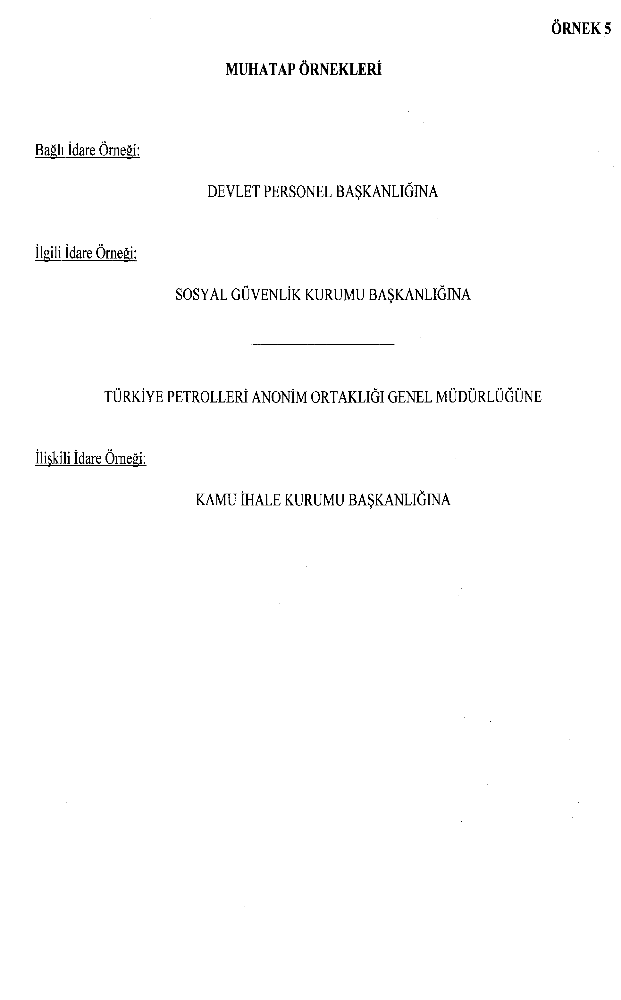 ÖRNEK 5
MUHATAP ÖRNEKLERİ
Bağlı İdare Örneği:
DEVLET PERSONEL BAŞKANLIĞINA
İlgili İdare Örneği:
SOSYAL GÜVENLİK KURUMU BAŞKANLIĞINA
TÜRKİYE PETROLLERİ ANONİM ORTAKLIĞI GENEL MÜDÜRLÜĞÜNE
İlişkili İdare Örneği:
KAMU İHALE KURUMU BAŞKANLIĞINA